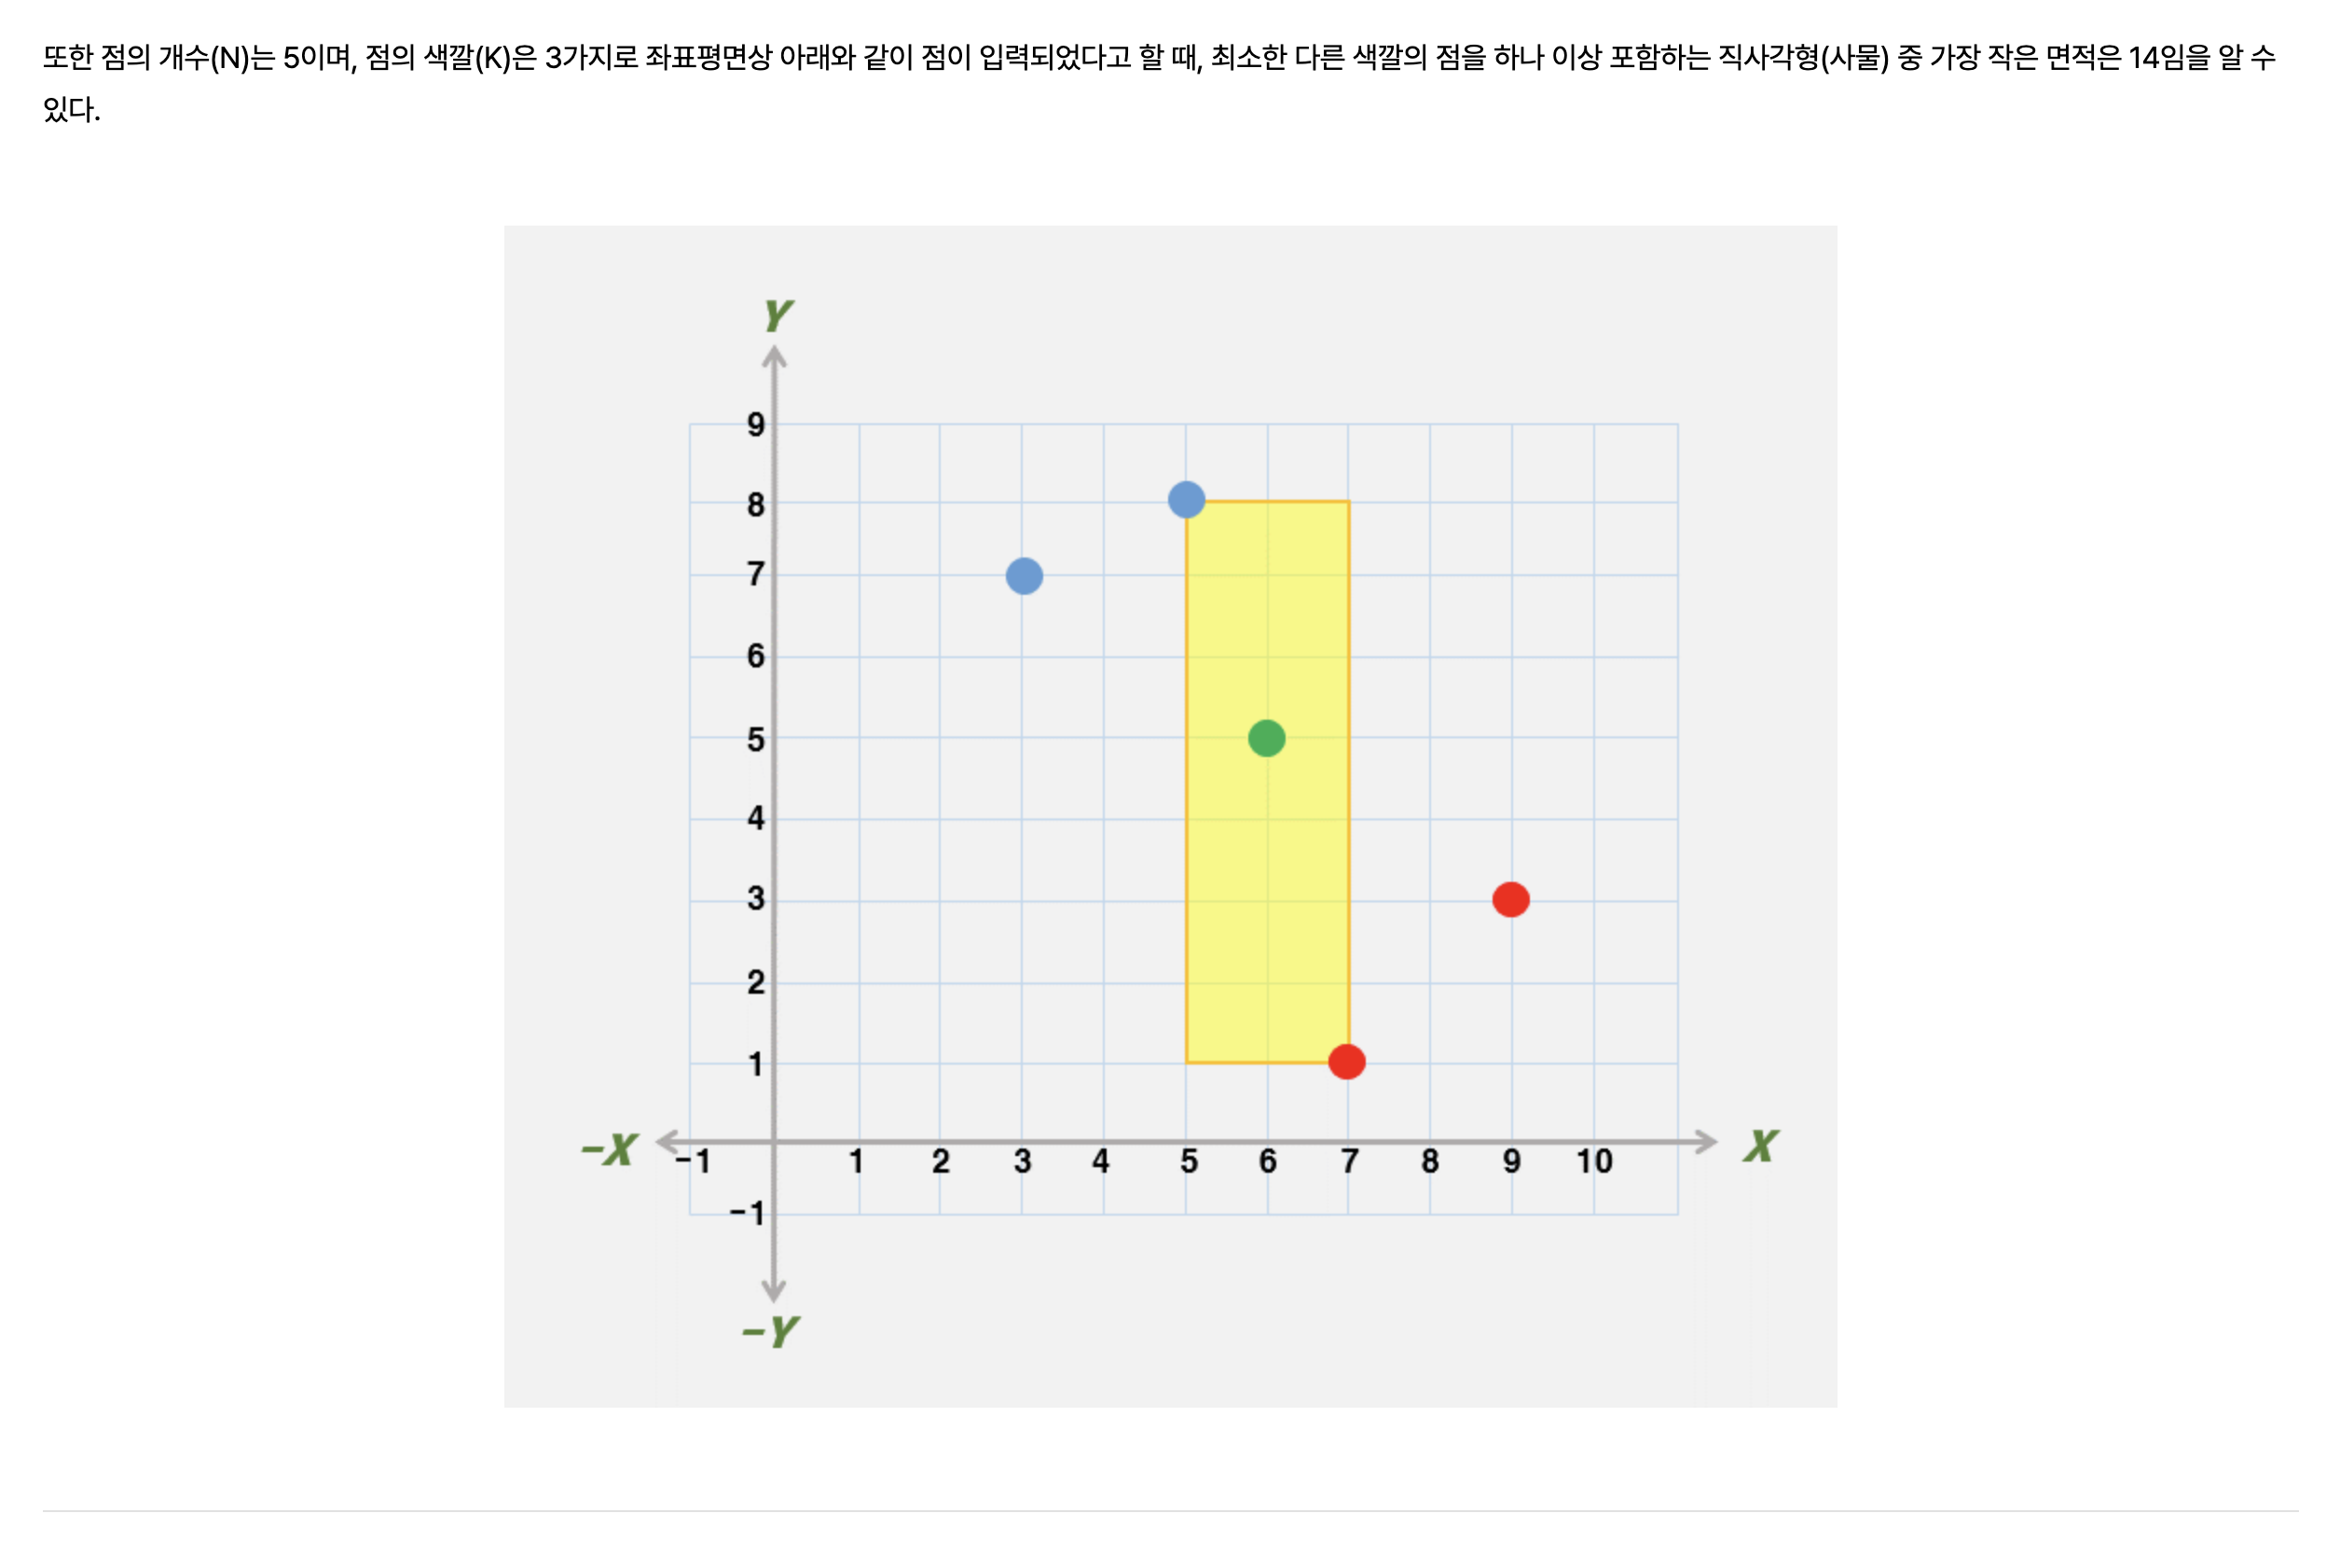 또한 점의 개수(N)는 5이며, 점의 색깔(K)은 3가지로 좌표평면상 아래와 같이 점이 입력되었다고 할 때, 최소한 다른 색깔의 점을 하나 이상 포함하는 직사각형(사물) 중 가장 작은 면적은 14임을 알 수
있다.
Y
9
8
7
6
5
4
3
2
1
-X
-1 1 2 3 4 5 6 7 8 9 10
X
-1
-Y